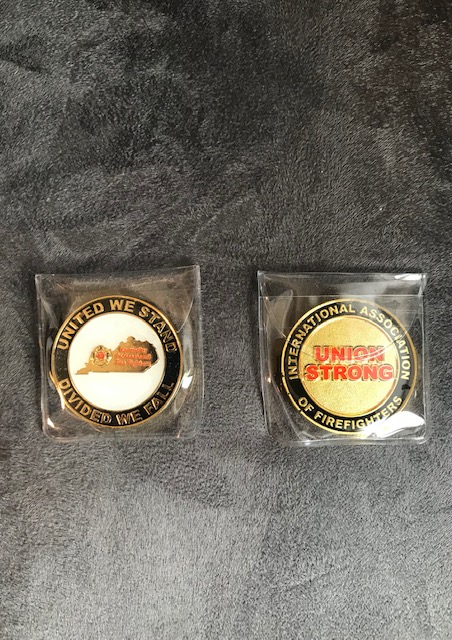 UNITED WE STAND
DIVIDED WE FALL
INTERNATIONAL ASSOCIATION
UNION
STRONG
OF FIREFIGHTERS